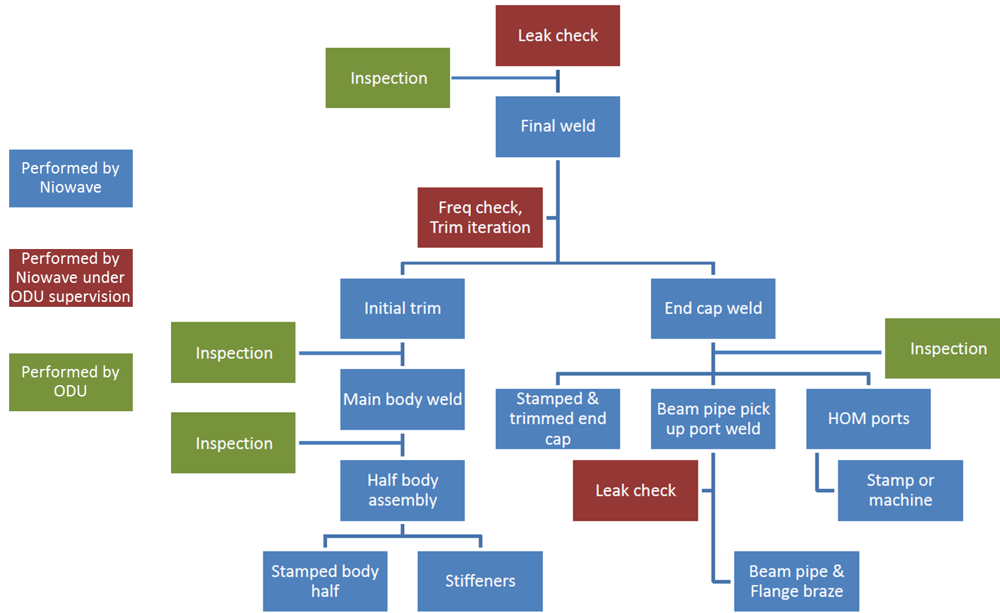 Leak check
Inspection
Final weld
Performed by
Niowave
Freq check,
Trim iteration
Performed by
Niowave under
ODU supervision
Initial trim
End cap weld
Inspection
Inspection
Performed by
ODU
Main body weld
Stamped &
trimmed end
cap
Beam pipe pick
up port weld
HOM ports
Inspection
Half body
assembly
Leak check
Stamp or
machine
Stamped body
half
Stiffeners
Beam pipe &
Flange braze